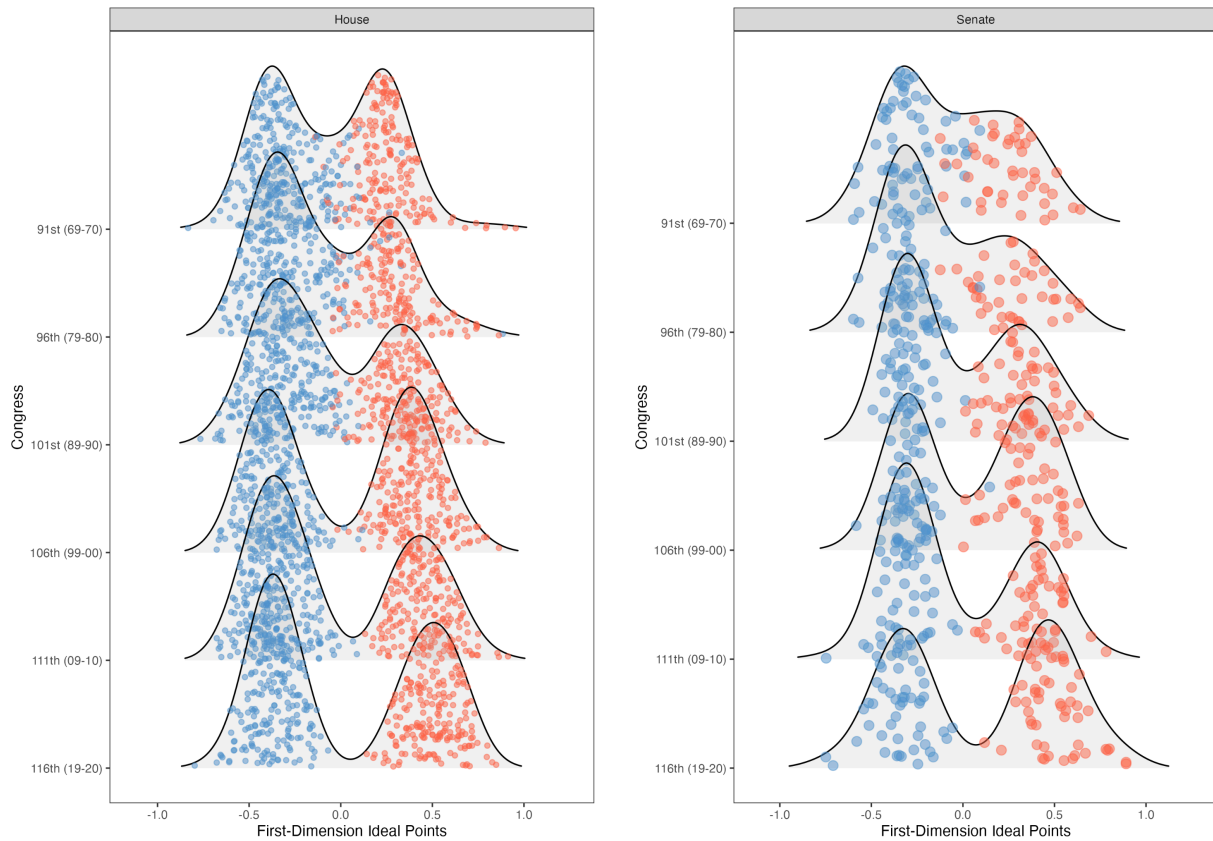 House
Congress
91st (69-70)
96th (79-80)
101st (89-90)
106th (99-00)
111th (09-10)
116th (19-20)
-1.0 -0.5 0.0 0.5 1.0
First-Dimension Ideal Points
Senate
Congress
91st (69-70)
96th (79-80)
101st (89-90)
106th (99-00)
111th (09-10)
116th (19-20)
-1.0 -0.5 0.0 0.5 1.0
First-Dimension Ideal Points